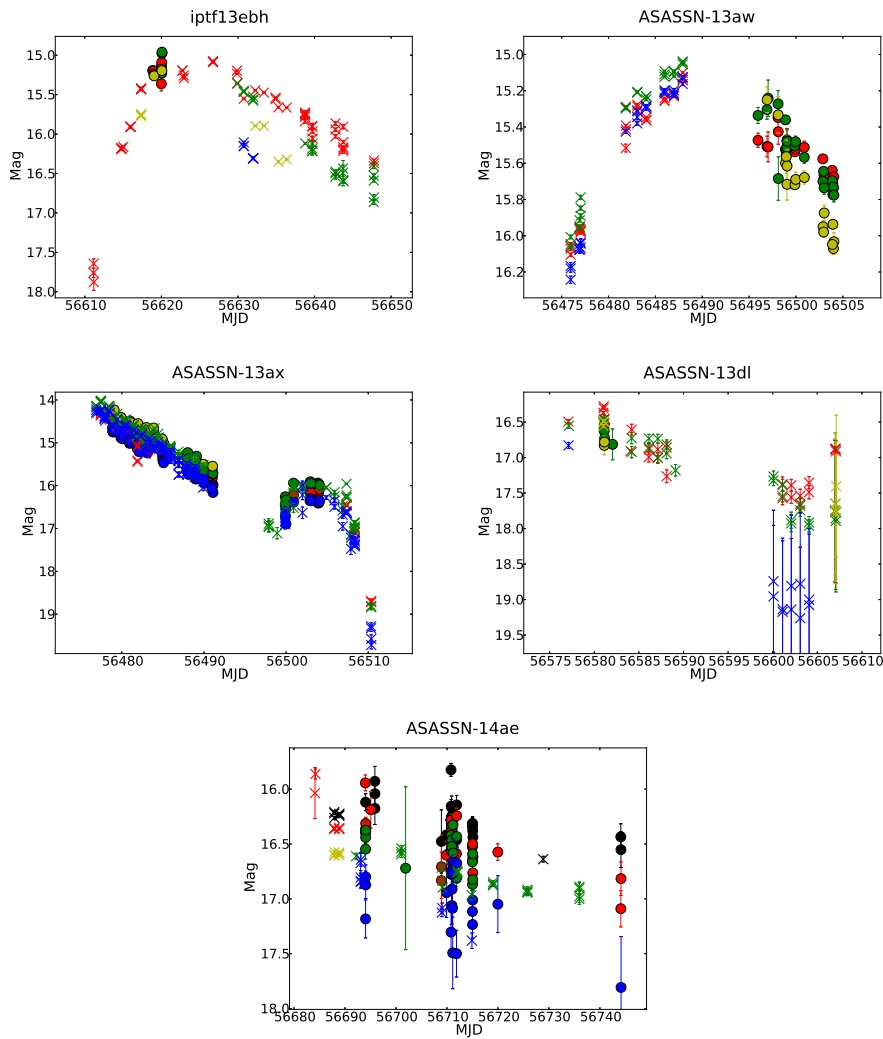 iptf13ebh
ASASSN-13aw
15.0
15.5
16.0
16.5
17.0
17.5
18.0
Mag
56610 56620 56630 56640 56650
MJD
15.0
15.2
15.4
15.6
15.8
16.0
16.2
Mag
56475 56480 56485 56490 56495 56500 56505
MJD
ASASSN-13ax
ASASSN-13dl
14
15
16
17
18
19
Mag
56480 56490 56500 56510
MJD
16.5
17.0
17.5
18.0
18.5
19.0
19.5
Mag
56575 56580 56585 56590 56595 56600 56605 56610
MJD
ASASSN-14ae
16.0
16.5
17.0
17.5
18.0
Mag
56680 56690 56700 56710 56720 56730 56740
MJD